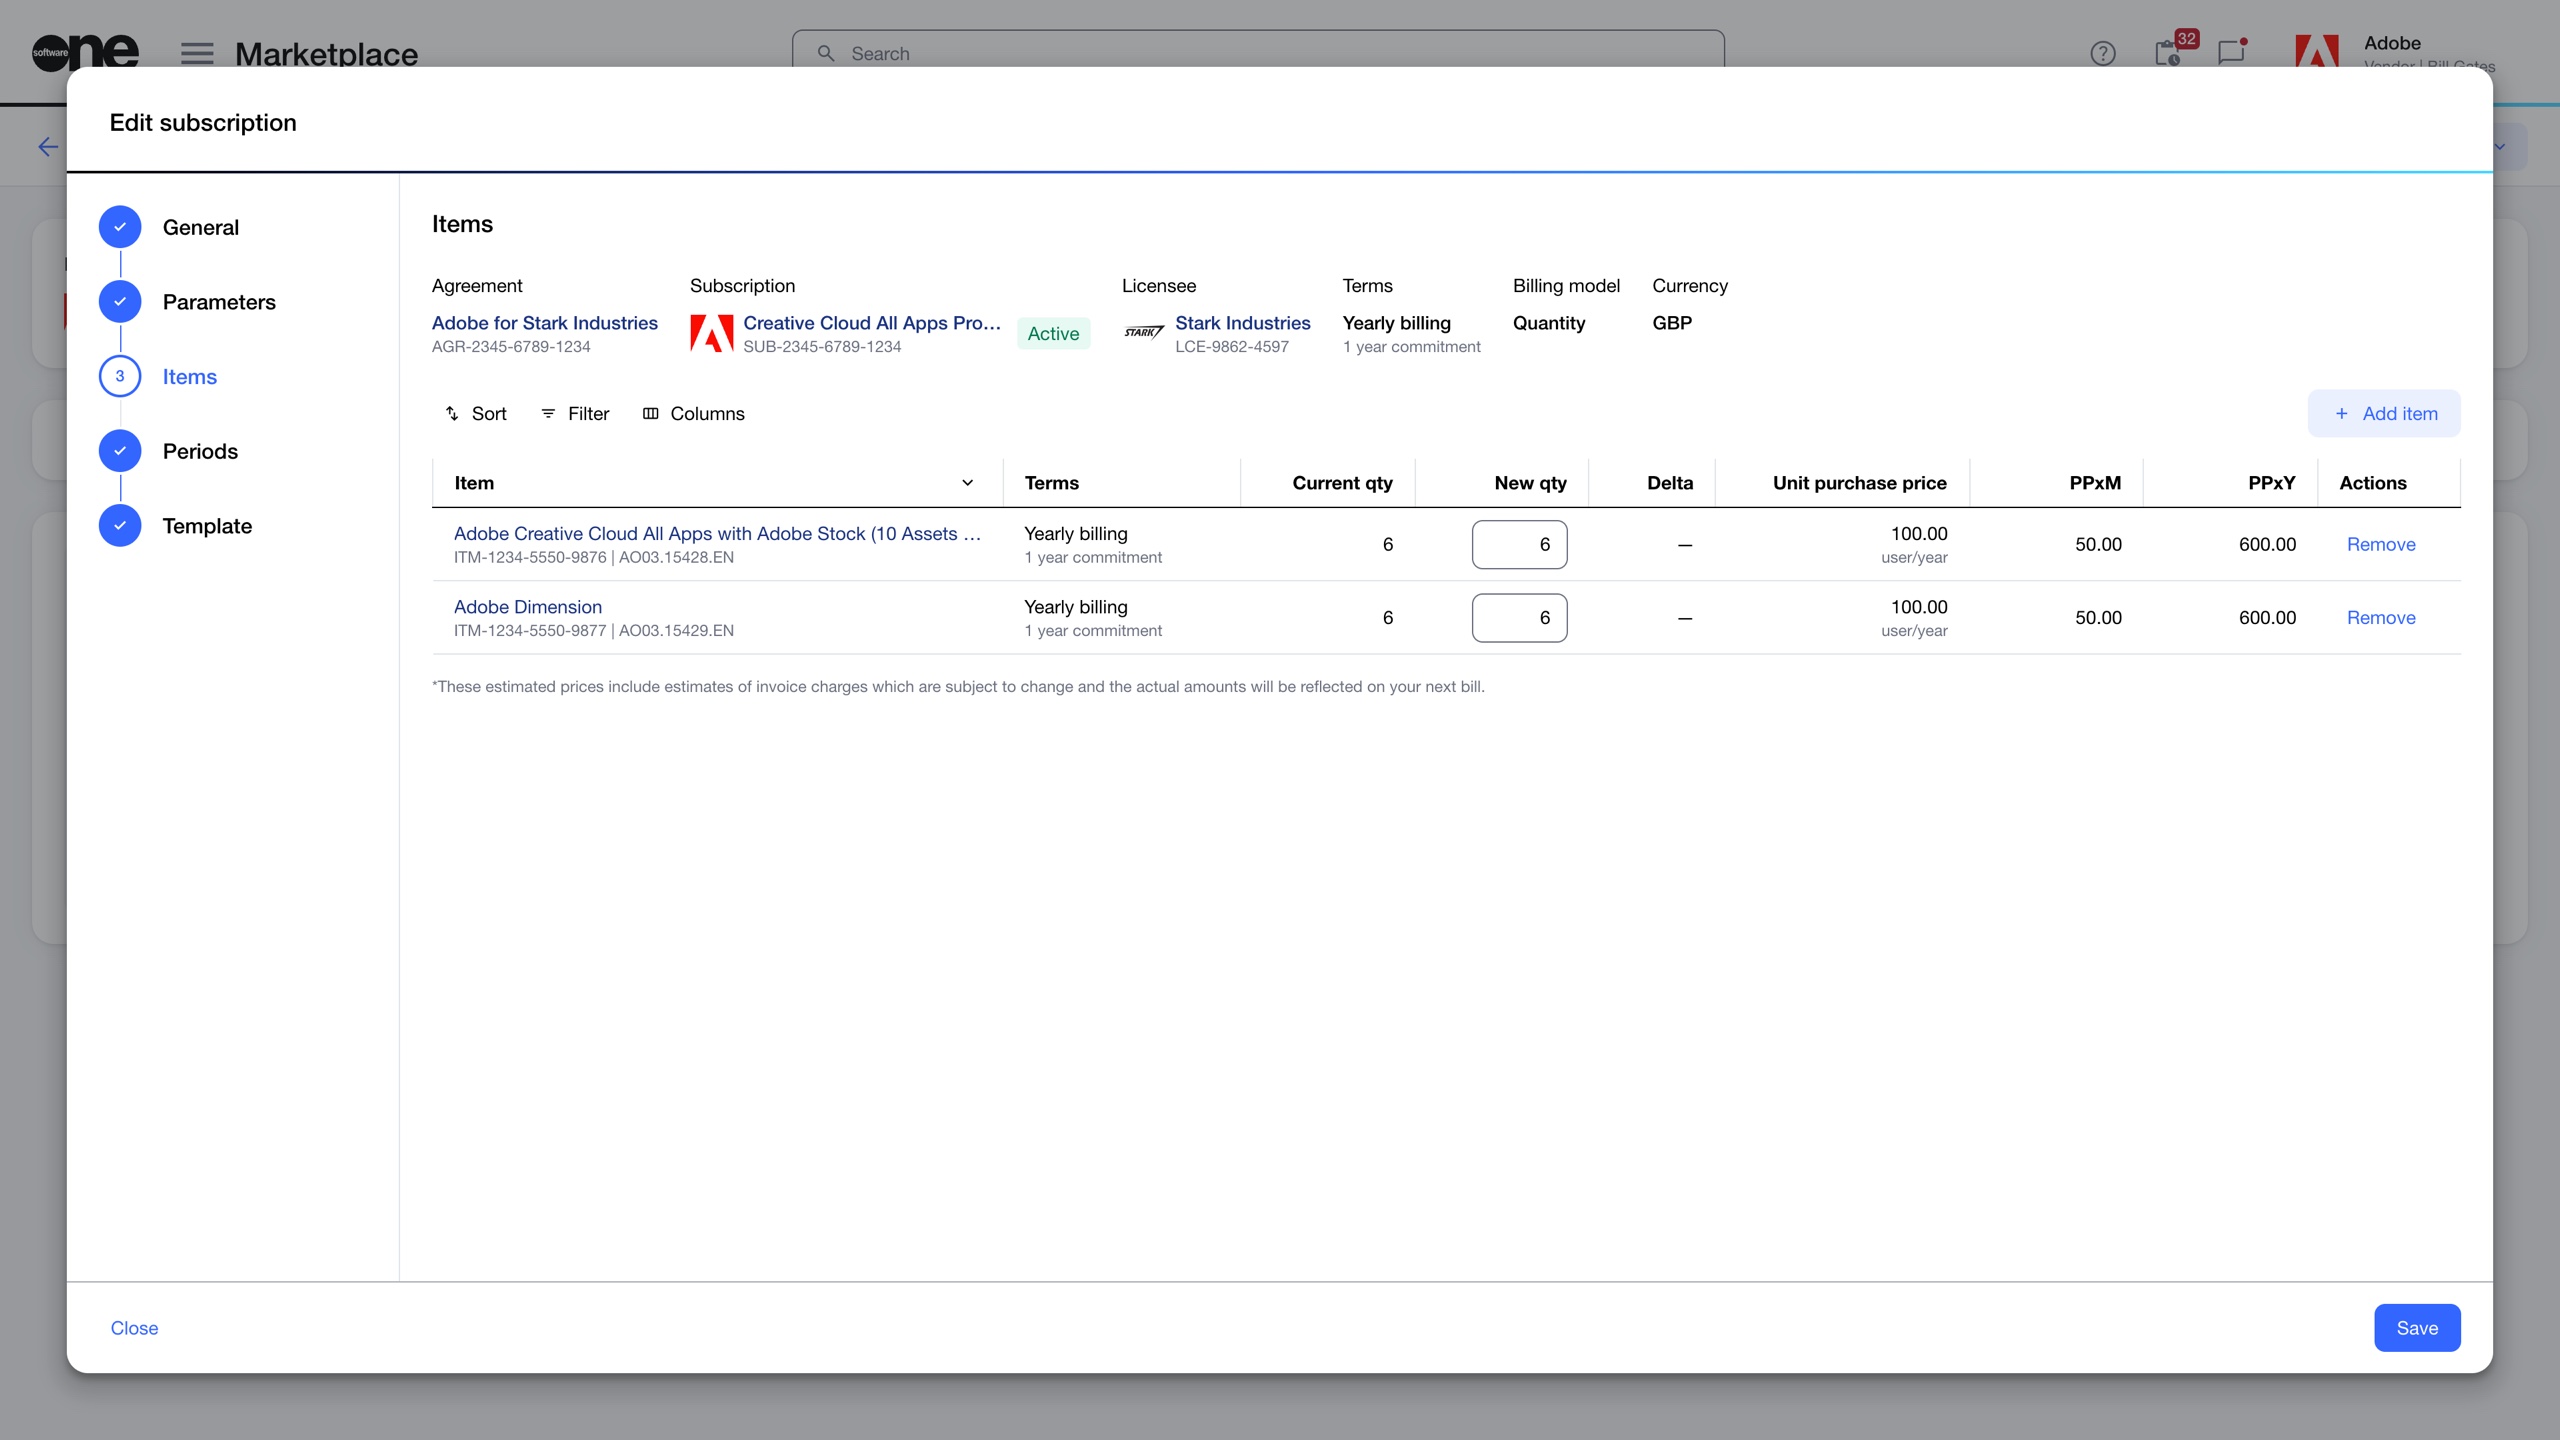 software
one
Marketplace
Search
32
Adobe
Vendor | Bill Gates
Edit subscription
General
Parameters
3
Items
Periods
Template
Items
Agreement
Adobe for Stark Industries
AGR-2345-6789-1234
Subscription
Creative Cloud All Apps Pro...
SUB-2345-6789-1234
Active
Licensee
STARK
Stark Industries
LCE-9862-4597
Terms
Yearly billing
1 year commitment
Billing model
Quantity
Currency
GBP
Sort
Filter
Columns
+ Add item
Item Terms Current qty New qty Delta Unit purchase price PPxM PPxY Actions
Adobe Creative Cloud All Apps with Adobe Stock (10 Assets ... Yearly billing 6 6 — 100.00 50.00 600.00 Remove
ITM-1234-5550-9876 | AO03.15428.EN 1 year commitment user/year
Adobe Dimension Yearly billing 6 6 — 100.00 50.00 600.00 Remove
ITM-1234-5550-9877 | AO03.15429.EN 1 year commitment user/year
*These estimated prices include estimates of invoice charges which are subject to change and the actual amounts will be reflected on your next bill.
Close
Save